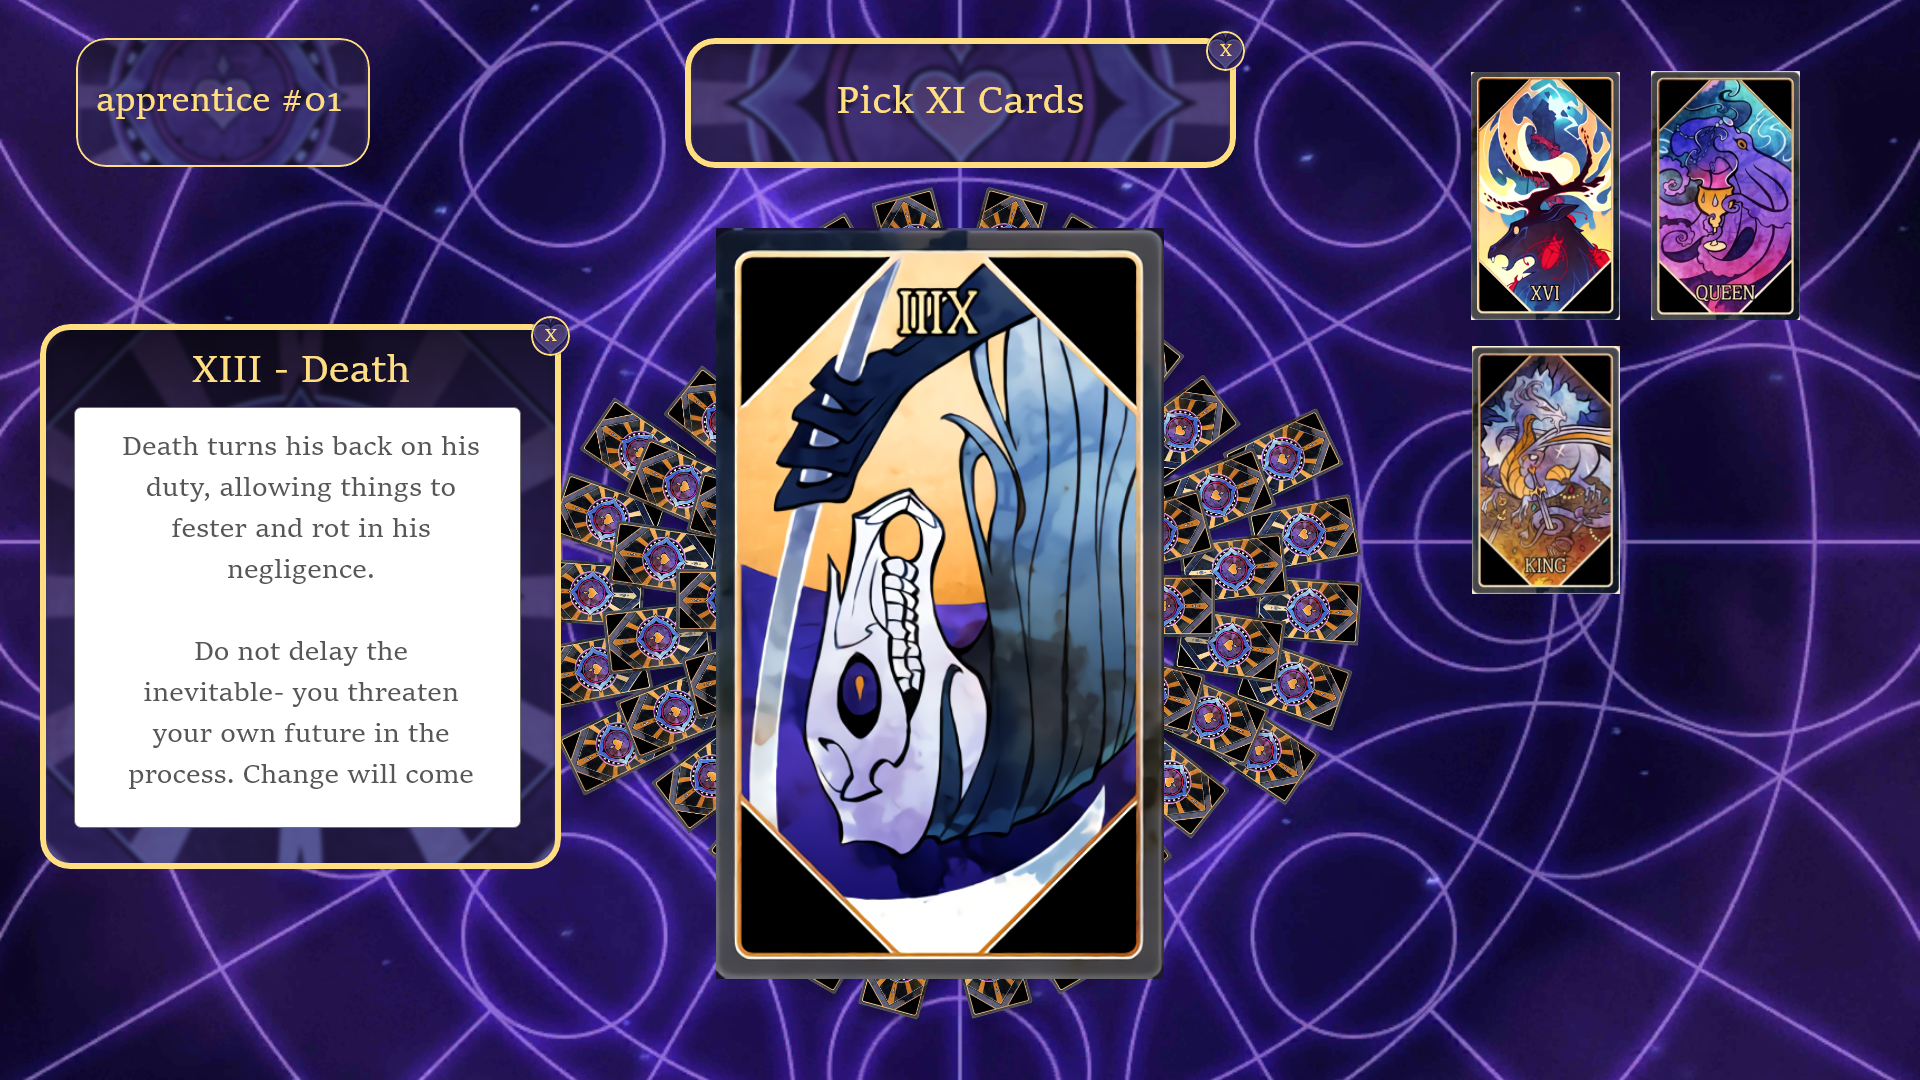 apprentice #01
Pick XI Cards
X
XVI
QUEEN
KING
XIII
X
XIII - Death
Death turns his back on his
duty, allowing things to
fester and rot in his
negligence.
Do not delay the
inevitable- you threaten
your own future in the
process. Change will come